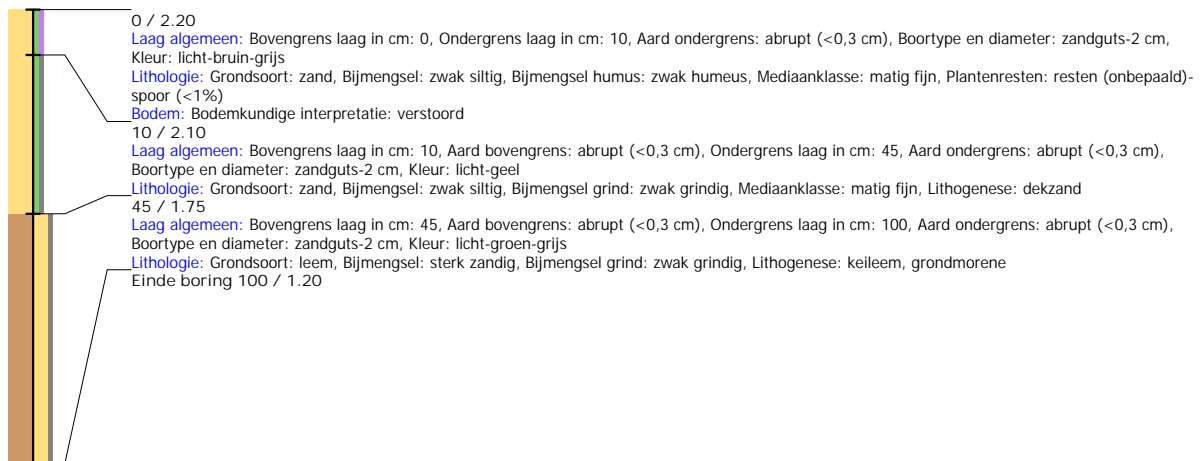 0 / 2.20
Laag algemeen: Bovengrens laag in cm: 0, Ondergrens laag in cm: 10, Aard ondergrens: abrupt (<0,3 cm), Boortype en diameter: zandguts-2 cm,
Kleur: licht-bruin-grijs
Lithologie: Grondsoort: zand, Bijmengsel: zwak siltig, Bijmengsel humus: zwak humeus, Mediaanklasse: matig fijn, Plantenresten: resten (onbepaald)-
spoor (<1%)
Bodem: Bodemkundige interpretatie: verstoord
10 / 2.10
Laag algemeen: Bovengrens laag in cm: 10, Aard bovengrens: abrupt (<0,3 cm), Ondergrens laag in cm: 45, Aard ondergrens: abrupt (<0,3 cm),
Boortype en diameter: zandguts-2 cm, Kleur: licht-geel
Lithologie: Grondsoort: zand, Bijmengsel: zwak siltig, Bijmengsel grind: zwak grindig, Mediaanklasse: matig fijn, Lithogenese: dekzand
45 / 1.75
Laag algemeen: Bovengrens laag in cm: 45, Aard bovengrens: abrupt (<0,3 cm), Ondergrens laag in cm: 100, Aard ondergrens: abrupt (<0,3 cm),
Boortype en diameter: zandguts-2 cm, Kleur: licht-groen-grijs
Lithologie: Grondsoort: leem, Bijmengsel: sterk zandig, Bijmengsel grind: zwak grindig, Lithogenese: keileem, grondmorene
Einde boring 100 / 1.20